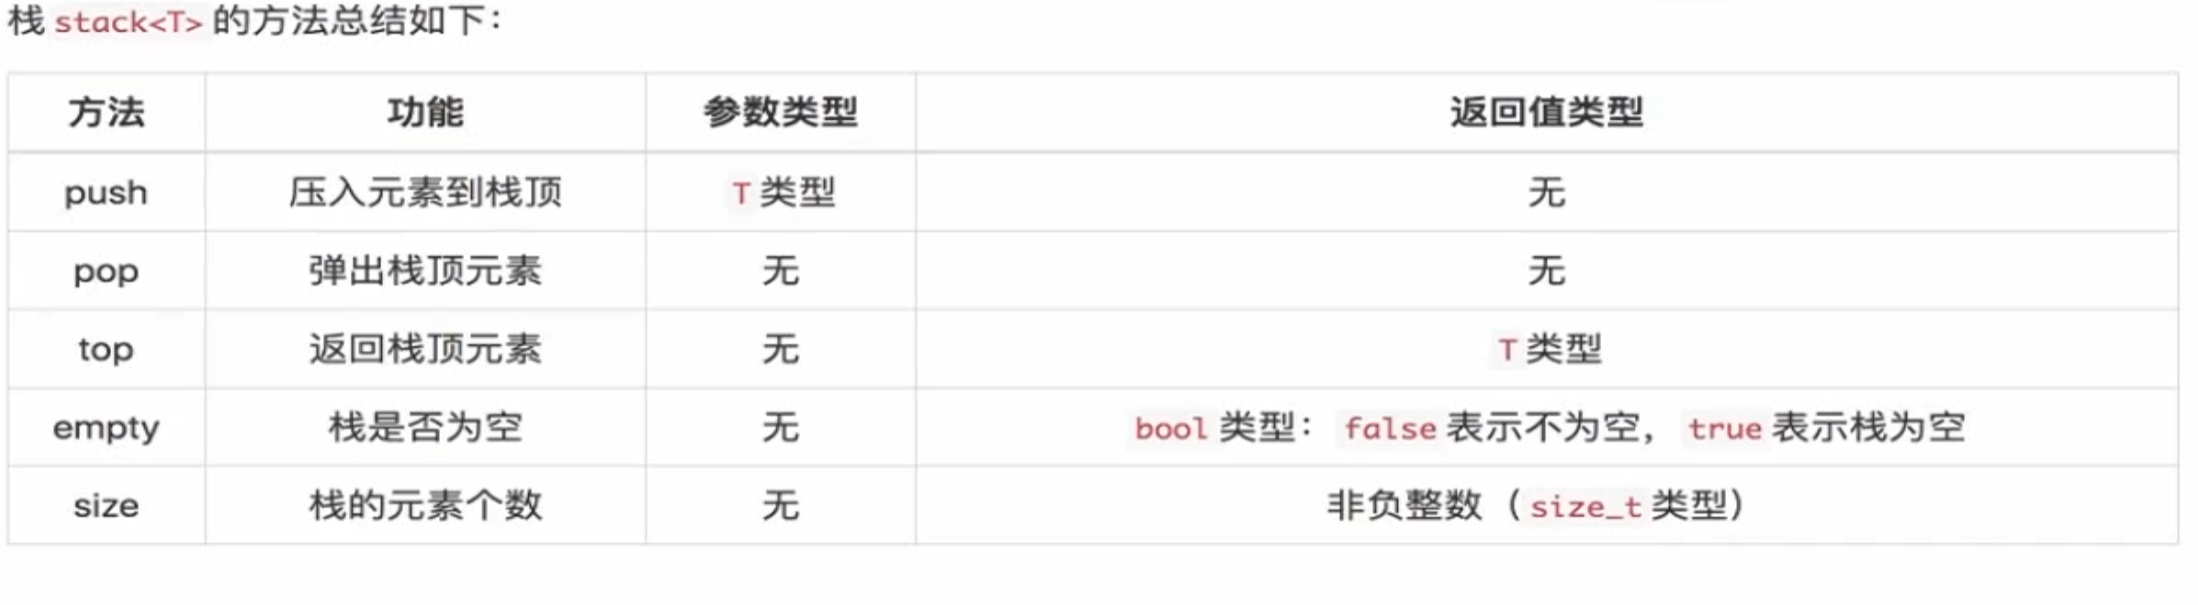 栈 stack<T> 的方法总结如下：
方法 功能 参数类型 返回值类型
push 压入元素到栈顶 T 类型 无
pop 弹出栈顶元素 无 无
top 返回栈顶元素 无 T 类型
empty 栈是否为空 无 bool 类型： false 表示不为空， true 表示栈为空
size 栈的元素个数 无 非负整数（ size_t 类型）